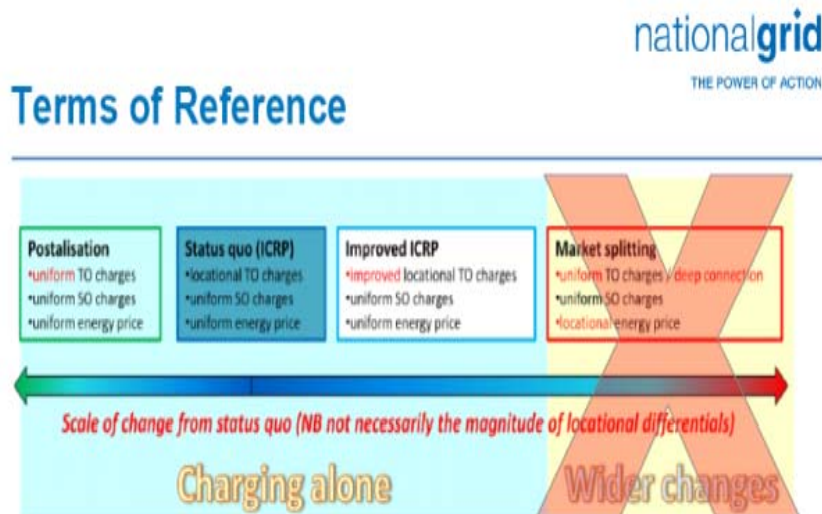 nationalgrid
THE POWER OF ACTION
Terms of Reference
Postalisation
•uniform TO charges
•uniform SO charges
•uniform energy price
Status quo (ICRP)
•locational TO charges
•uniform SO charges
•uniform energy price
Improved ICRP
•improved locational TO charges
•uniform SO charges
•uniform energy price
Market splitting
•uniform TO charges / deep connection
•uniform SO charges
•locational energy price
Scale of change from status quo (NB not necessarily the magnitude of locational differentials)
Charging alone
Wider changes